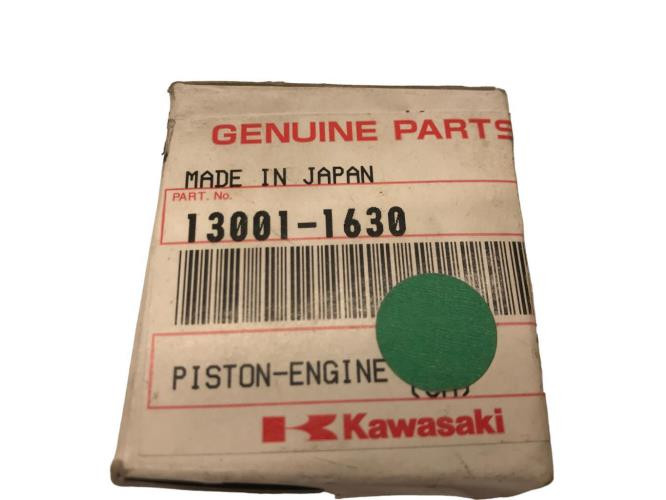 GENUINE PARTS
MADE IN JAPAN
PART. No.
13001-1630
PISTON-ENGINE
Kawasaki